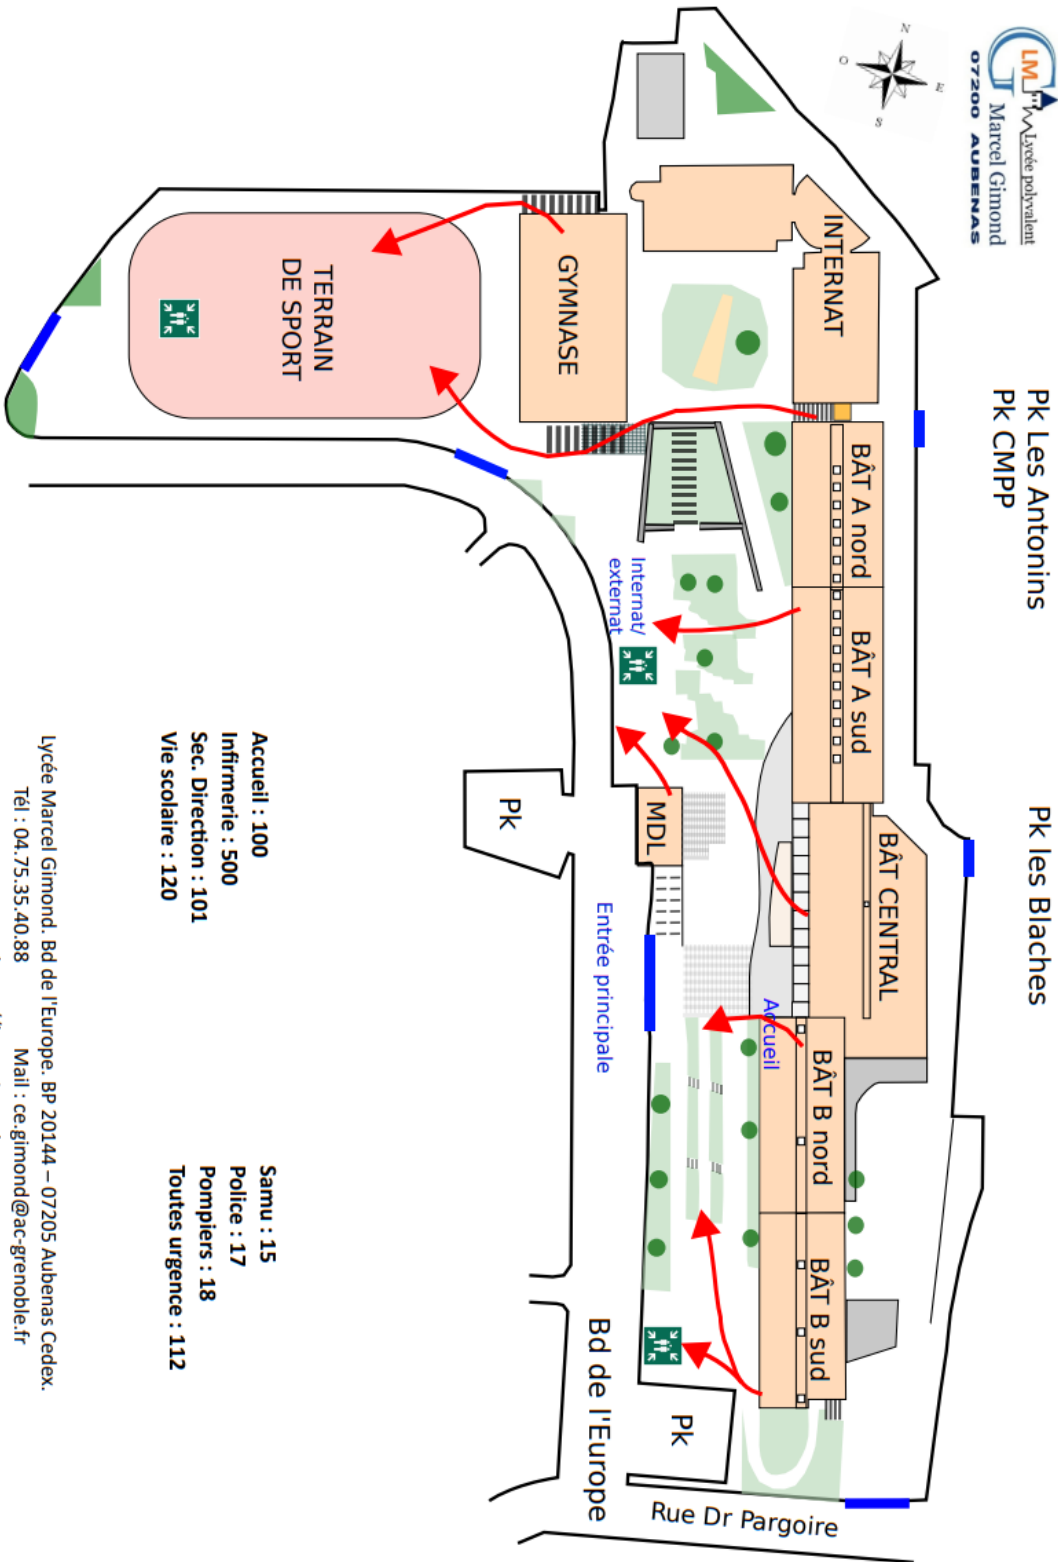 LM
Lycée polyvalent
Marcel Gimond
07200 AUBENAS
N
O
E
S
Pk Les Antonins
Pk CMPP
Pk les Blaches
INTERNAT
BÂT A nord
BÂT A sud
BÂT CENTRAL
BÂT B nord
BÂT B sud
Accueil
GYMNASE
Internat/
externat
MDL
TERRAIN
DE SPORT
Entrée principale
Pk
Pk
Bd de l'Europe
Rue Dr Pargoire
Accueil : 100
Infirmerie : 500
Sec. Direction : 101
Vie scolaire : 120
Samu : 15
Police : 17
Pompiers : 18
Toutes urgence : 112
Lycée Marcel Gimond. Bd de l'Europe. BP 20144 – 07205 Aubenas Cedex.
Tél : 04.75.35.40.88 Mail : ce.gimond@ac-grenoble.fr